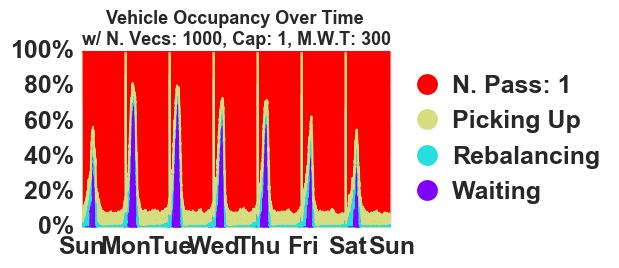 Vehicle Occupancy Over Time
w/ N. Vecs: 1000, Cap: 1, M.W.T: 300
100%
80%
60%
40%
20%
0%
Sun Mon Tue Wed Thu Fri Sat Sun
N. Pass: 1
Picking Up
Rebalancing
Waiting